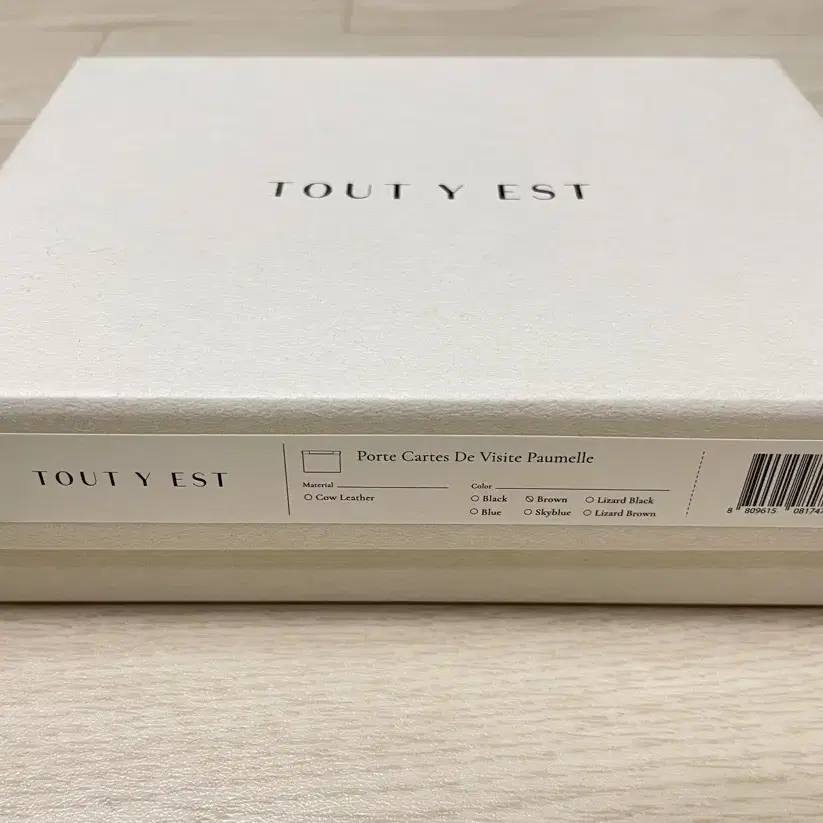 TOUT Y EST
TOUT Y EST
Porte Cartes De Visite Paumelle
Material
Cow Leather
Color
Black Brown Lizard Black
Blue Skyblue Lizard Brown
8 809615 08174